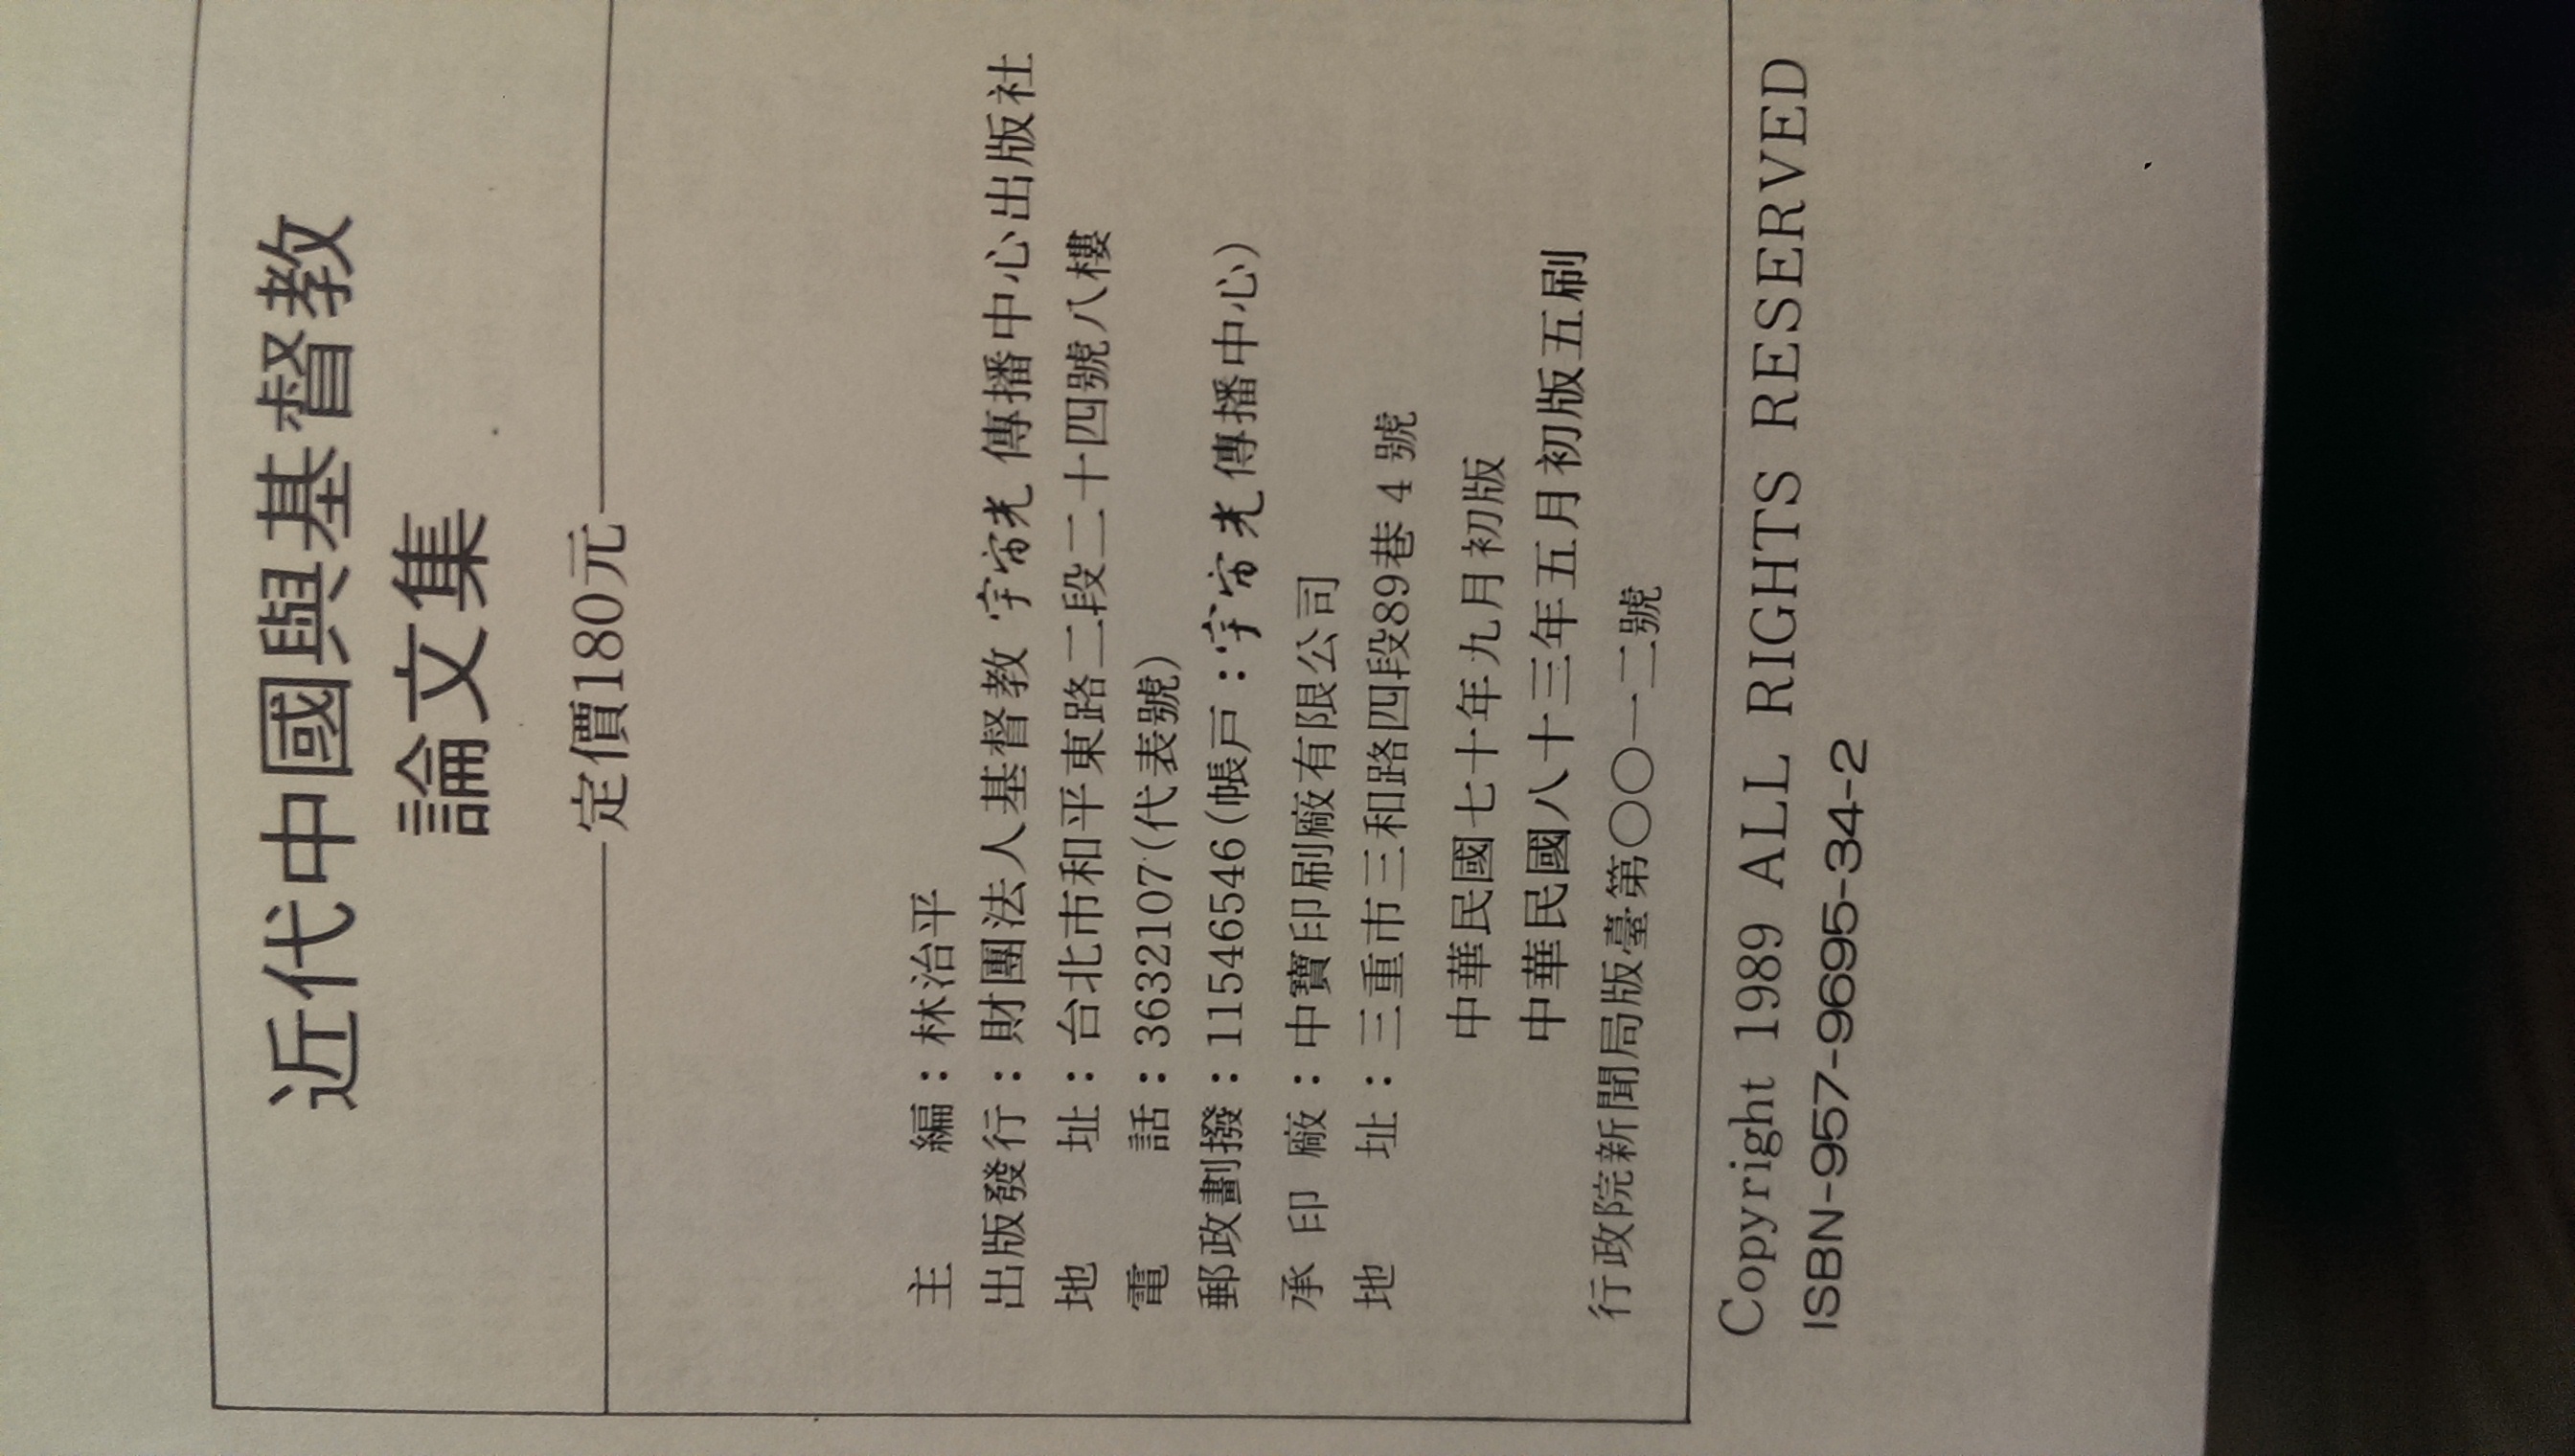 近代中國與基督教
論文集
定價180元
主編：林治平
出版發行：財團法人基督教宇宙光傳播中心出版社
地址：台北市和平東路二段二十四號八樓
電話：3632107(代表號)
郵政劃撥：11546546(帳戶：宇宙光傳播中心)
承印廠：中寶印刷廠有限公司
地址：三重市三和路四段89巷4號
中華民國七十年九月初版
中華民國八十三年五月初版五刷
行政院新聞局版臺第〇〇一二號
Copyright 1989 ALL RIGHTS RESERVED
ISBN-957-9695-34-2